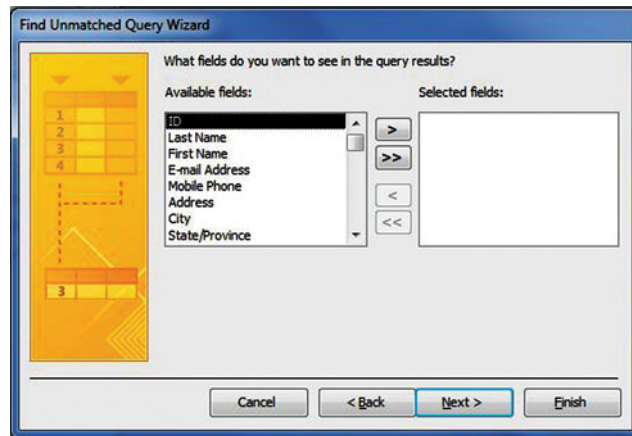 Find Unmatched Query Wizard
What fields do you want to see in the query results?
Available fields:
Selected fields:
ID
Last Name
First Name
E-mail Address
Mobile Phone
Address
City
State/Province
>
>>
<
<<
1
2
3
4
3
Cancel
< Back
Next >
Finish